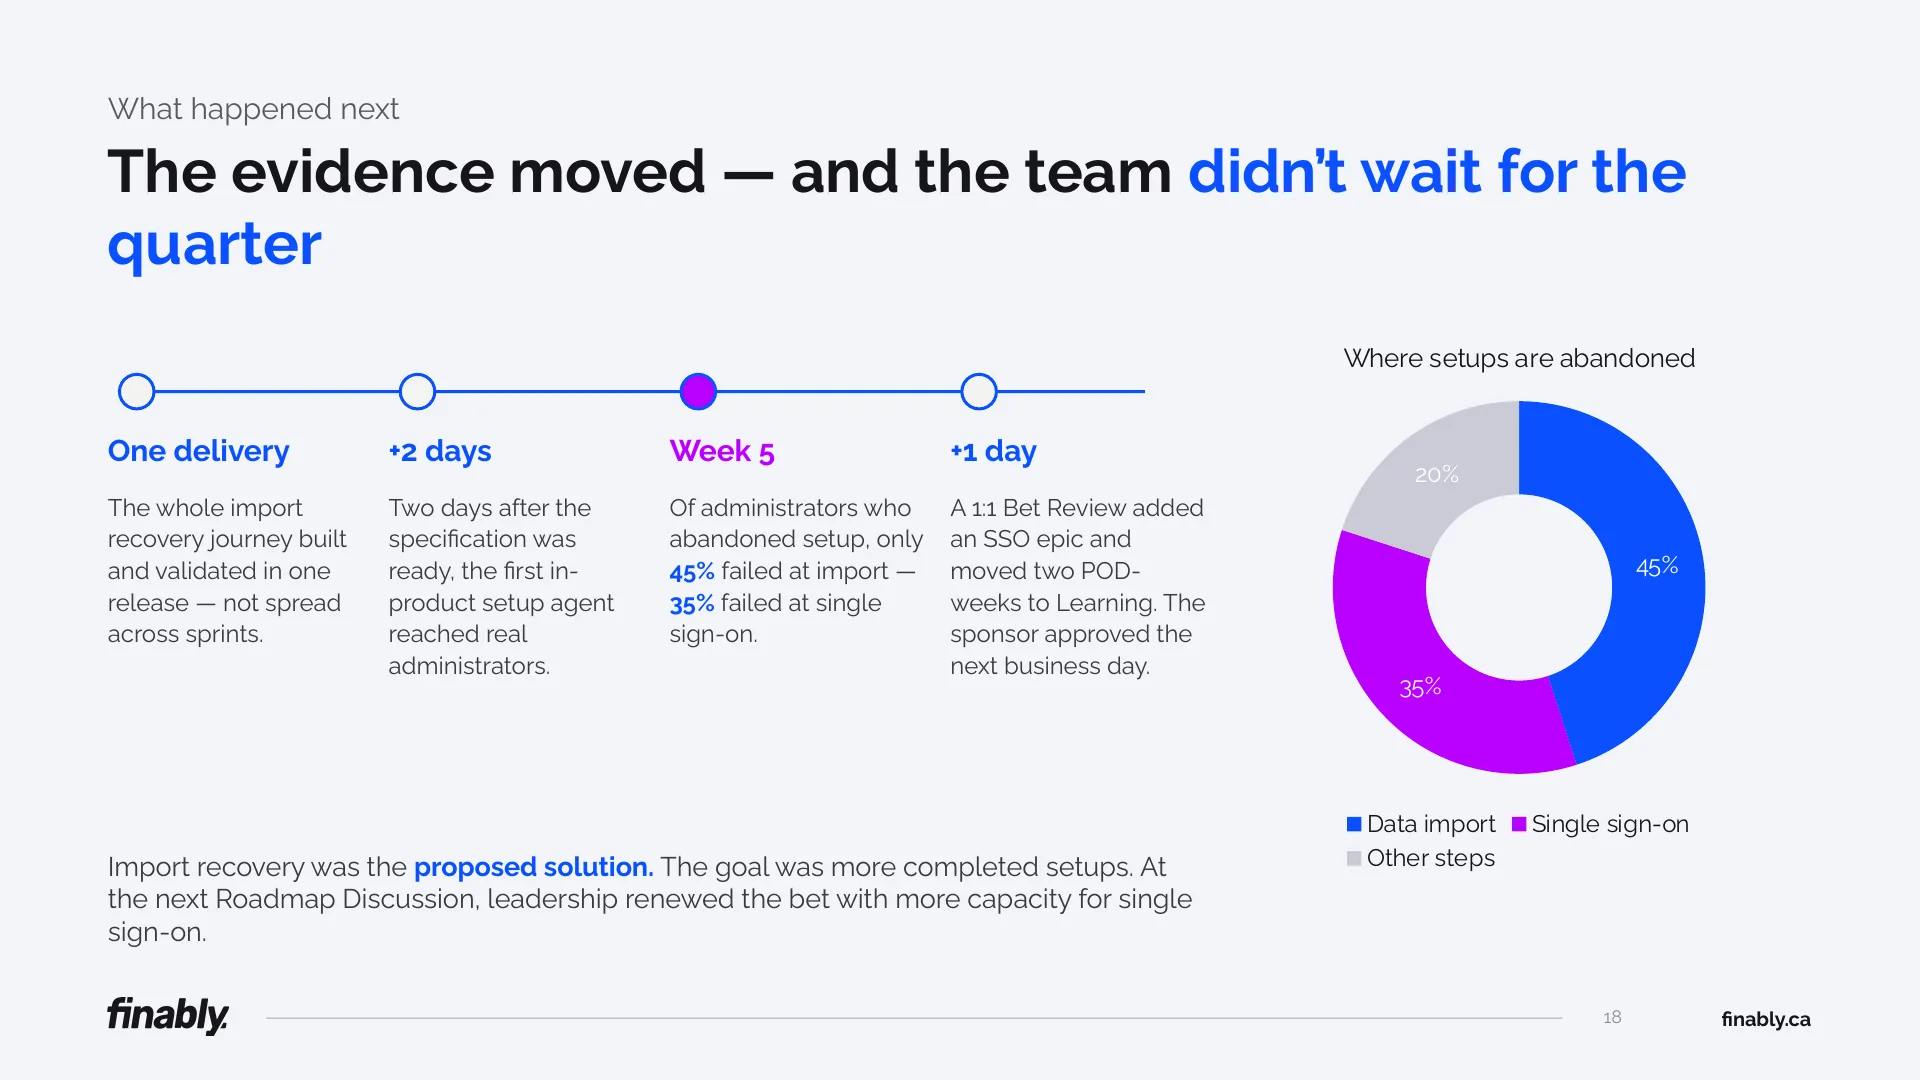 What happened next
The evidence moved — and the team didn’t wait for the
quarter
One delivery
The whole import
recovery journey built
and validated in one
release — not spread
across sprints.
+2 days
Two days after the
specification was
ready, the first in-
product setup agent
reached real
administrators.
Week 5
Of administrators who
abandoned setup, only
45% failed at import —
35% failed at single
sign-on.
+1 day
A 1:1 Bet Review added
an SSO epic and
moved two POD-
weeks to Learning. The
sponsor approved the
next business day.
Where setups are abandoned
20%
45%
35%
Data import
Single sign-on
Other steps
Import recovery was the proposed solution. The goal was more completed setups. At
the next Roadmap Discussion, leadership renewed the bet with more capacity for single
sign-on.
finably.
18
finably.ca